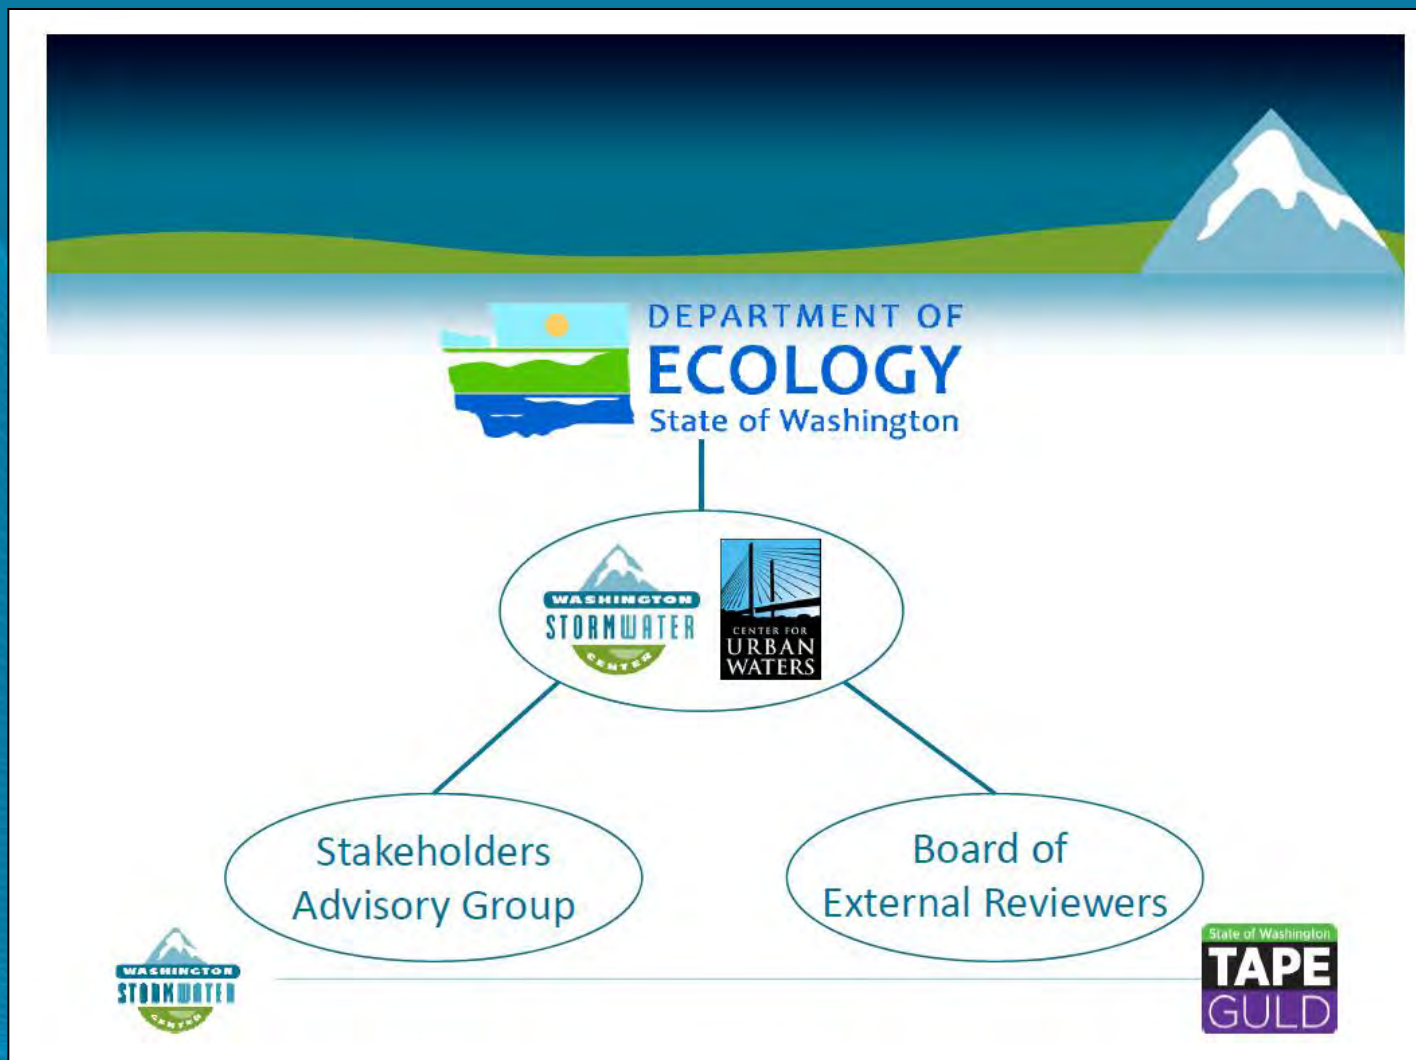 DEPARTMENT OF
ECOLOGY
State of Washington
WASHINGTON
STORMWATER
CENTER
CENTER FOR
URBAN
WATERS
Stakeholders
Advisory Group
Board of
External Reviewers
WASHINGTON
STORMWATER
CENTER
State of Washington
TAPE
GULD